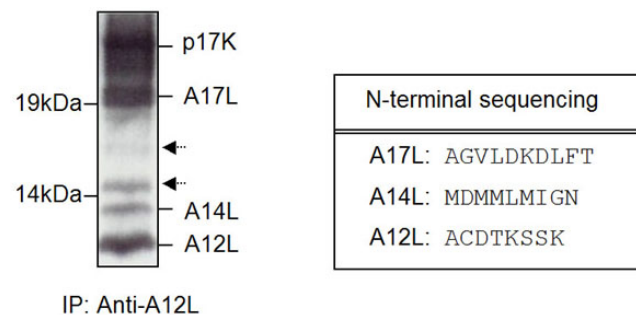 p17K
19kDa
A17L
14kDa
A14L
A12L
IP: Anti-A12L
N-terminal sequencing
A17L: AGVLDKDLFT
A14L: MDMMLMIGN
A12L: ACDTKSSK